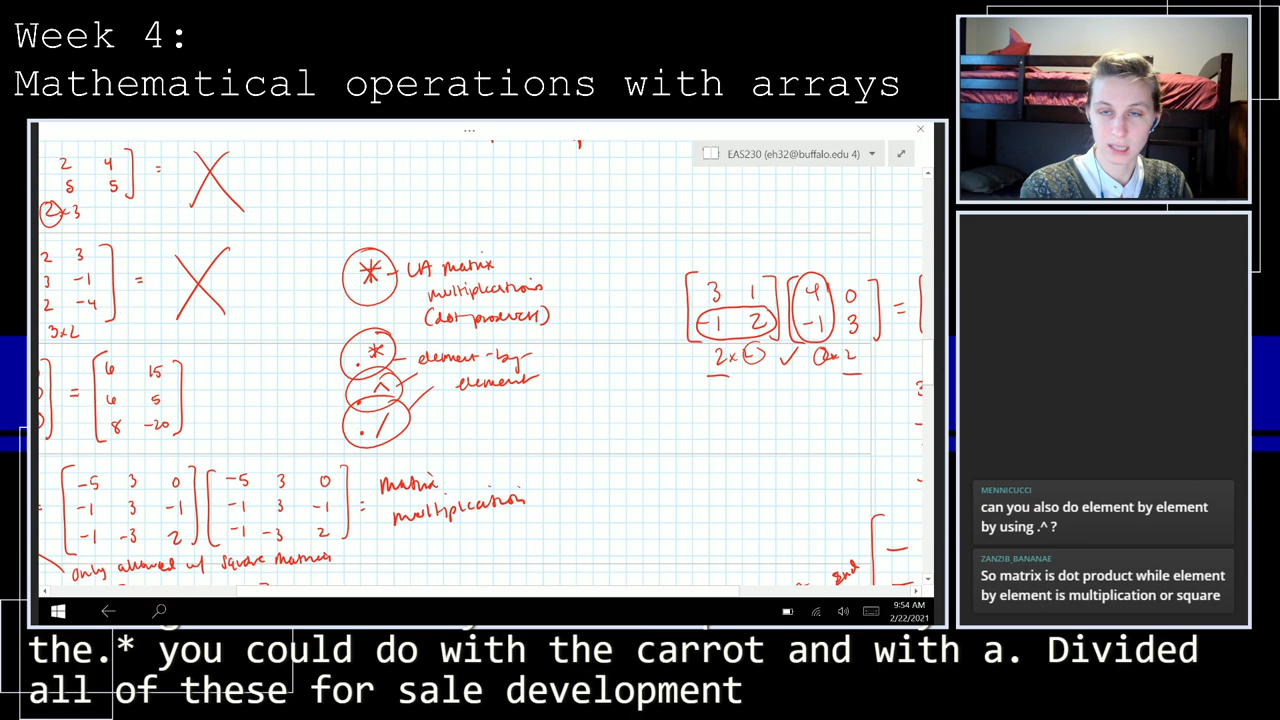 Week 4:
Mathematical operations with arrays
EAS230 (eh32@buffalo.edu 4)
2 4
5 5 ] =
2x3
2 3
3 -1
2 -4 ] =
3x2
* - LA matrix
multiplications
(dot product)
.* - element-by-
element
.^
./
[ 3 1
-1 2 ] [ 4 0
-1 3 ] = [
2x ✓ 2x2
= [ 6 15
6 5
8 -20 ]
[ -5 3 0
-1 3 -1
-1 -3 2 ] [ -5 3 0
-1 3 -1
-1 -3 2 ] = matrix
multiplication
only allowed w/ square matrices
MENNICUCCI
can you also do element by element
by using .^ ?
ZANZIB_BANANAE
So matrix is dot product while element
by element is multiplication or square
9:54 AM
2/22/2021
the.* you could do with the carrot and with a. Divided
all of these for sale development